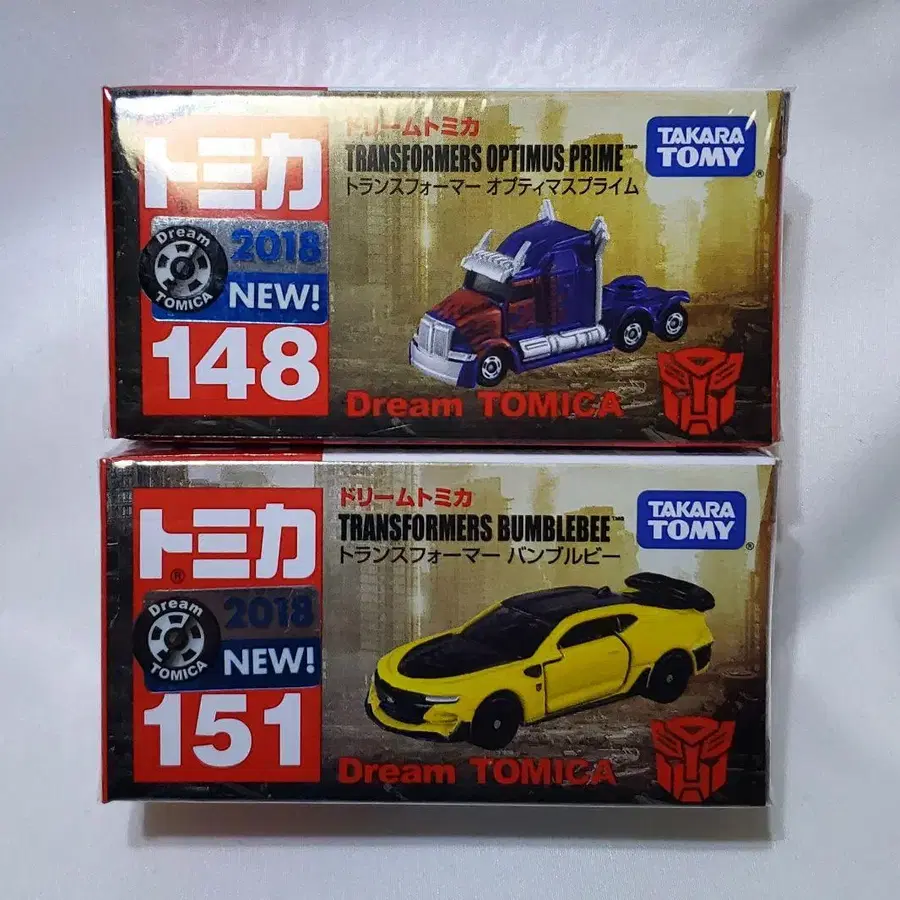 トミカ
Dream
TOMICA
2018
NEW!
148
ドリームトミカ
TRANSFORMERS OPTIMUS PRIME™
トランスフォーマー オプティマスプライム
TAKARA
TOMY®
Dream TOMICA
トミカ®
Dream
TOMICA
2018
NEW!
151
ドリームトミカ
TRANSFORMERS BUMBLEBEE™
トランスフォーマー バンブルビー
TAKARA
TOMY®
Dream TOMICA